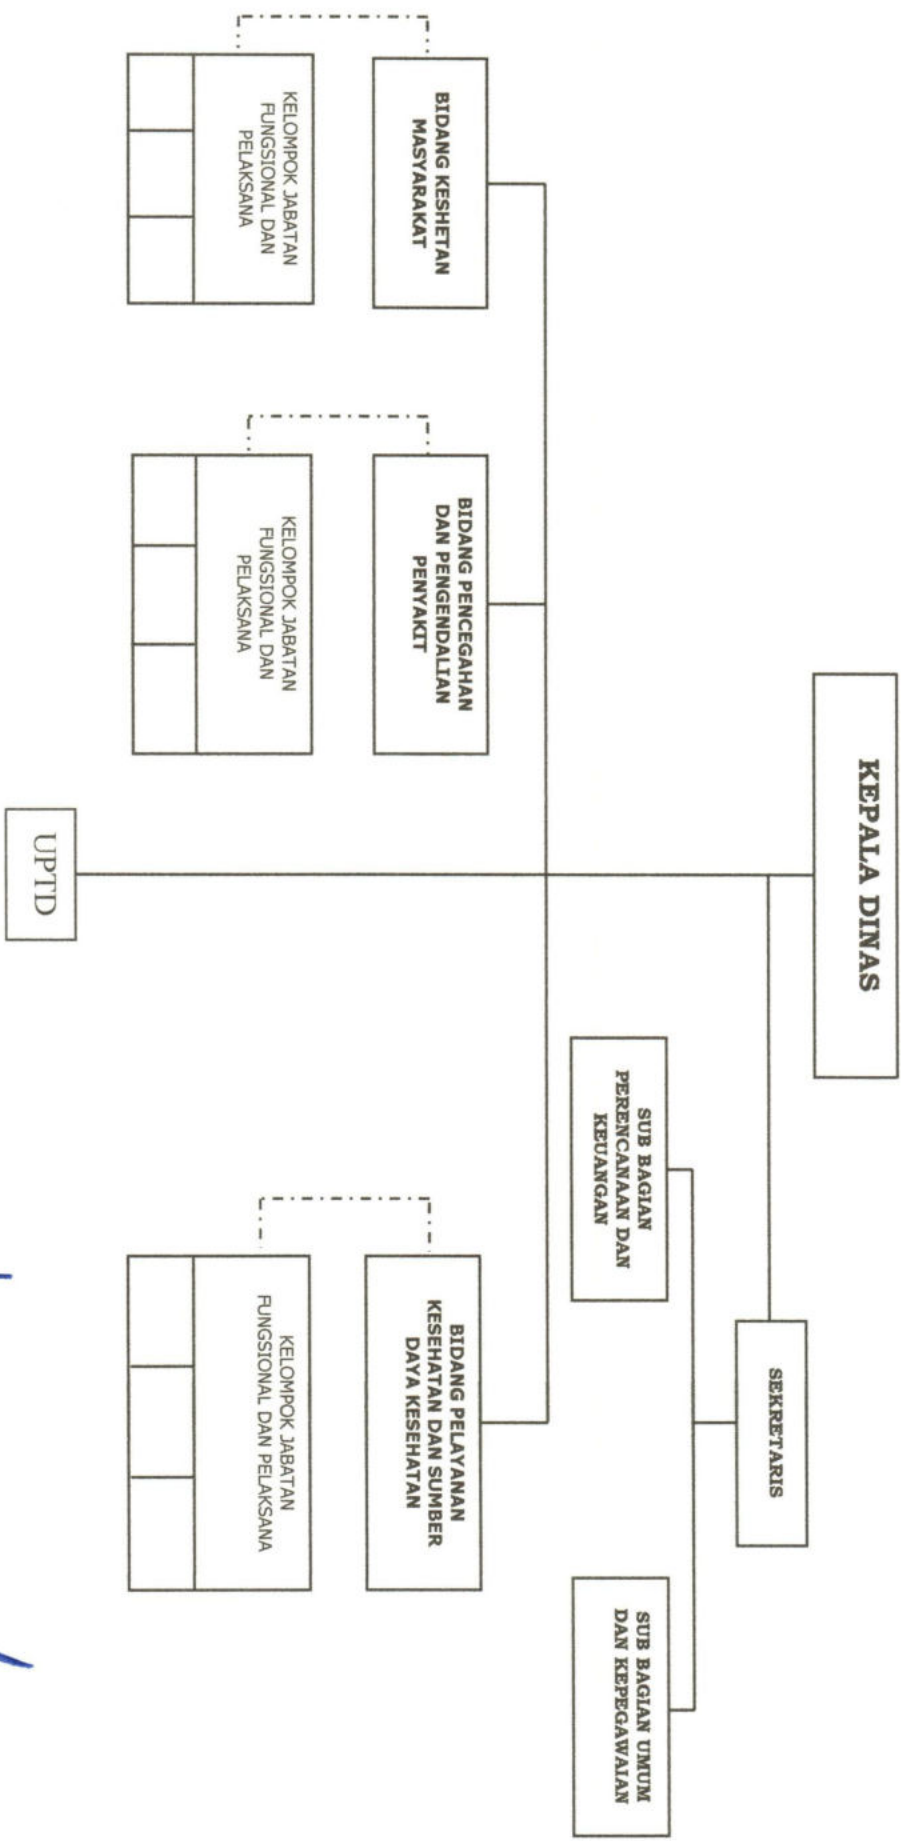 KEPALA DINAS
SEKRETARIS
SUB BAGIAN
PERENCANAAN DAN
KEUANGAN
SUB BAGIAN UMUM
DAN KEPEGAWAIAN
BIDANG KESHETAN
MASYARAKAT
BIDANG PENCEGAHAN
DAN PENGENDALIAN
PENYAKIT
BIDANG PELAYANAN
KESEHATAN DAN SUMBER
DAYA KESEHATAN
KELOMPOK JABATAN
FUNGSIONAL DAN
PELAKSANA
KELOMPOK JABATAN
FUNGSIONAL DAN
PELAKSANA
KELOMPOK JABATAN
FUNGSIONAL DAN PELAKSANA
UPTD